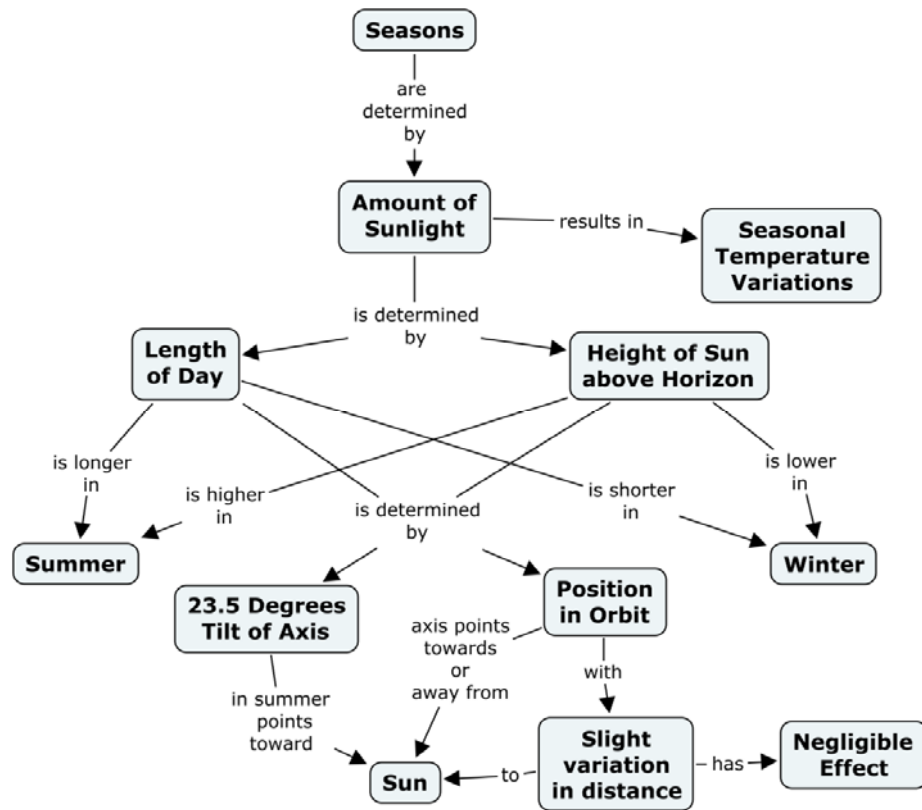 Seasons
are
determined
by
Amount of
Sunlight
results in
Seasonal
Temperature
Variations
is determined
by
Length
of Day
Height of Sun
above Horizon
is longer
in
is higher
in
is determined
by
is shorter
in
is lower
in
Summer
Winter
23.5 Degrees
Tilt of Axis
Position
in Orbit
axis points
towards
or
away from
with
in summer
points
toward
Sun
to
Slight
variation
in distance
has
Negligible
Effect